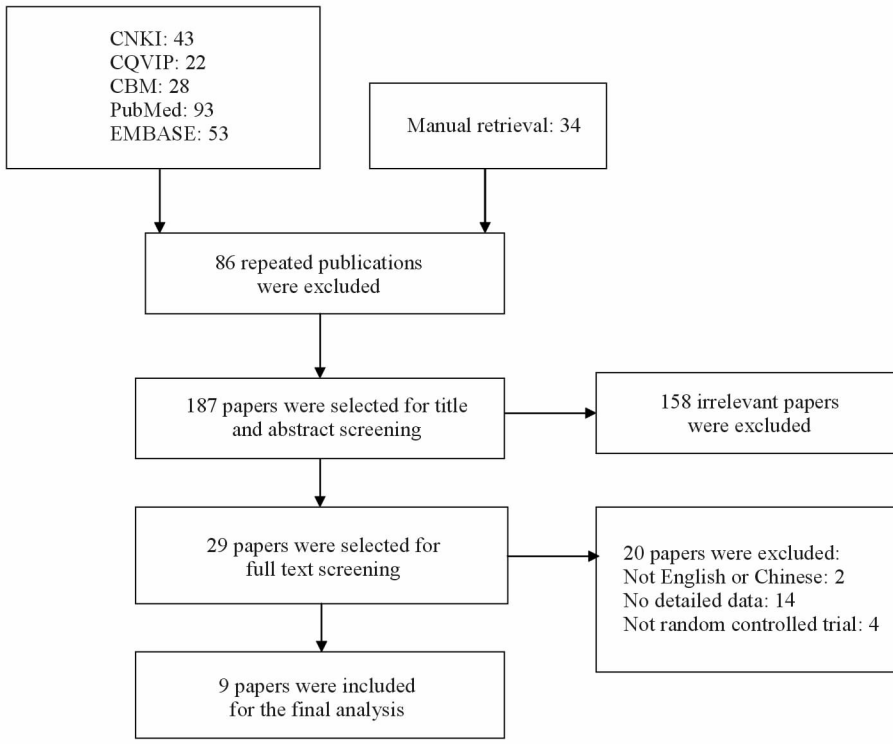 CNKI: 43
CQVIP: 22
CBM: 28
PubMed: 93
EMBASE: 53
Manual retrieval: 34
86 repeated publications
were excluded
187 papers were selected for title
and abstract screening
158 irrelevant papers
were excluded
29 papers were selected for
full text screening
20 papers were excluded:
Not English or Chinese: 2
No detailed data: 14
Not random controlled trial: 4
9 papers were included
for the final analysis